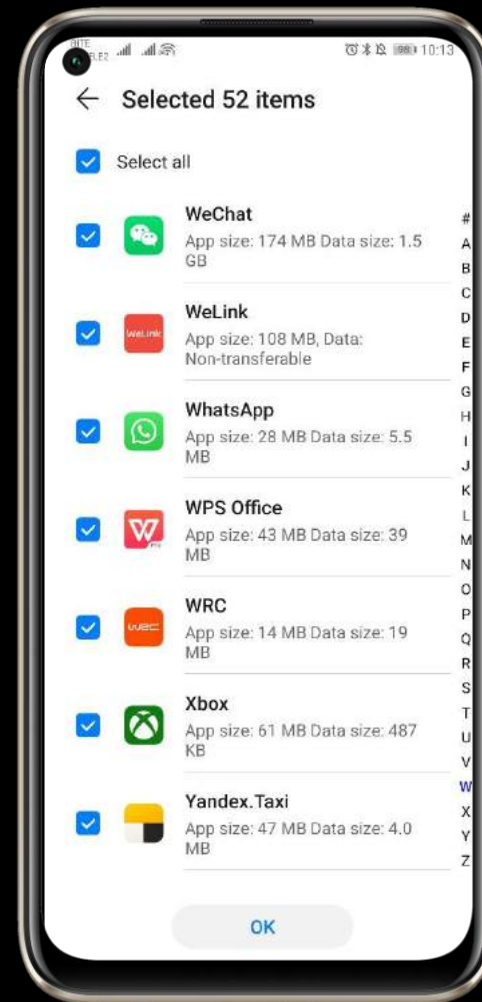 BITE
10:13
Selected 52 items
Select all
WeChat
App size: 174 MB Data size: 1.5
GB
WeLink
WeLink
App size: 108 MB, Data:
Non-transferable
WhatsApp
App size: 28 MB Data size: 5.5
MB
WPS Office
App size: 43 MB Data size: 39
MB
WRC
WRC
App size: 14 MB Data size: 19
MB
Xbox
App size: 61 MB Data size: 487
KB
Yandex.Taxi
App size: 47 MB Data size: 4.0
MB
#
A
B
C
D
E
F
G
H
I
J
K
L
M
N
O
P
Q
R
S
T
U
V
W
X
Y
Z
OK